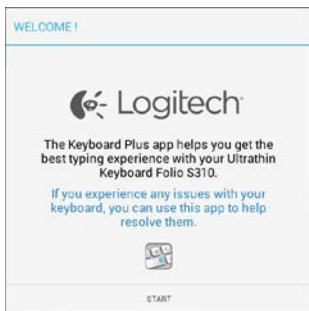 WELCOME !
Logitech
The Keyboard Plus app helps you get the
best typing experience with your Ultrathin
Keyboard Folio S310.
If you experience any issues with your
keyboard, you can use this app to help
resolve them.
START